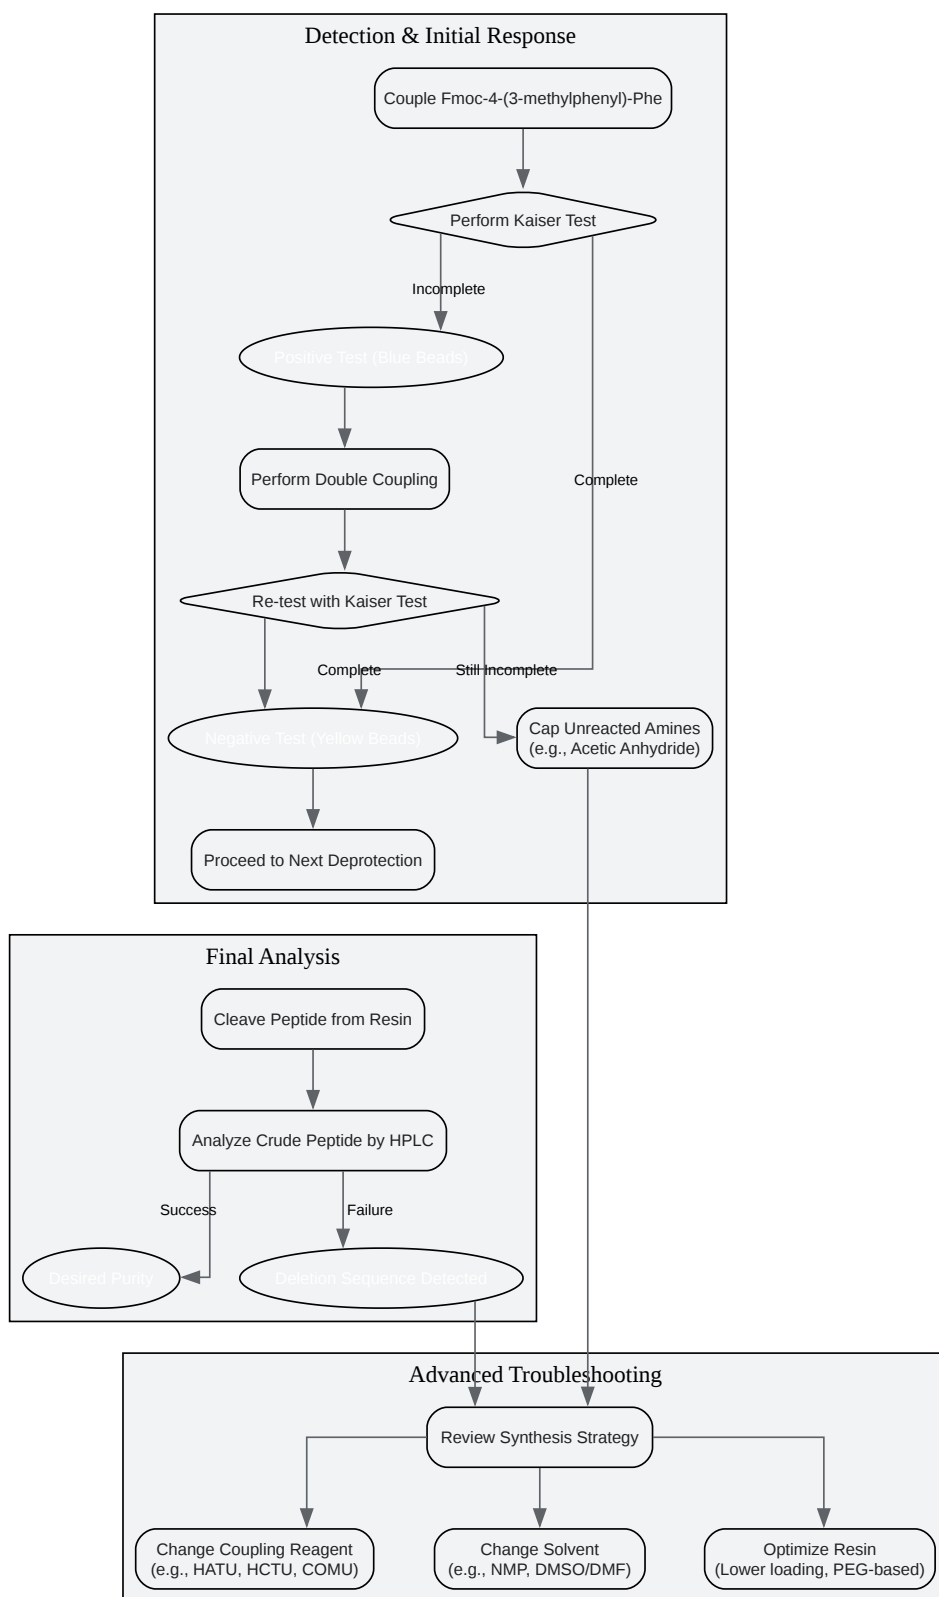 Detection & Initial Response
Couple Fmoc-4-(3-methylphenyl)-Phe
Perform Kaiser Test
Incomplete
Positive Test (Blue Beads)
Perform Double Coupling
Complete
Re-test with Kaiser Test
Complete
Still Incomplete
Negative Test (Yellow Beads)
Cap Unreacted Amines
(e.g., Acetic Anhydride)
Proceed to Next Deprotection
Final Analysis
Cleave Peptide from Resin
Analyze Crude Peptide by HPLC
Success
Failure
Desired Purity
Deletion Sequence Detected
Advanced Troubleshooting
Review Synthesis Strategy
Change Coupling Reagent
(e.g., HATU, HCTU, COMU)
Change Solvent
(e.g., NMP, DMSO/DMF)
Optimize Resin
(Lower loading, PEG-based)